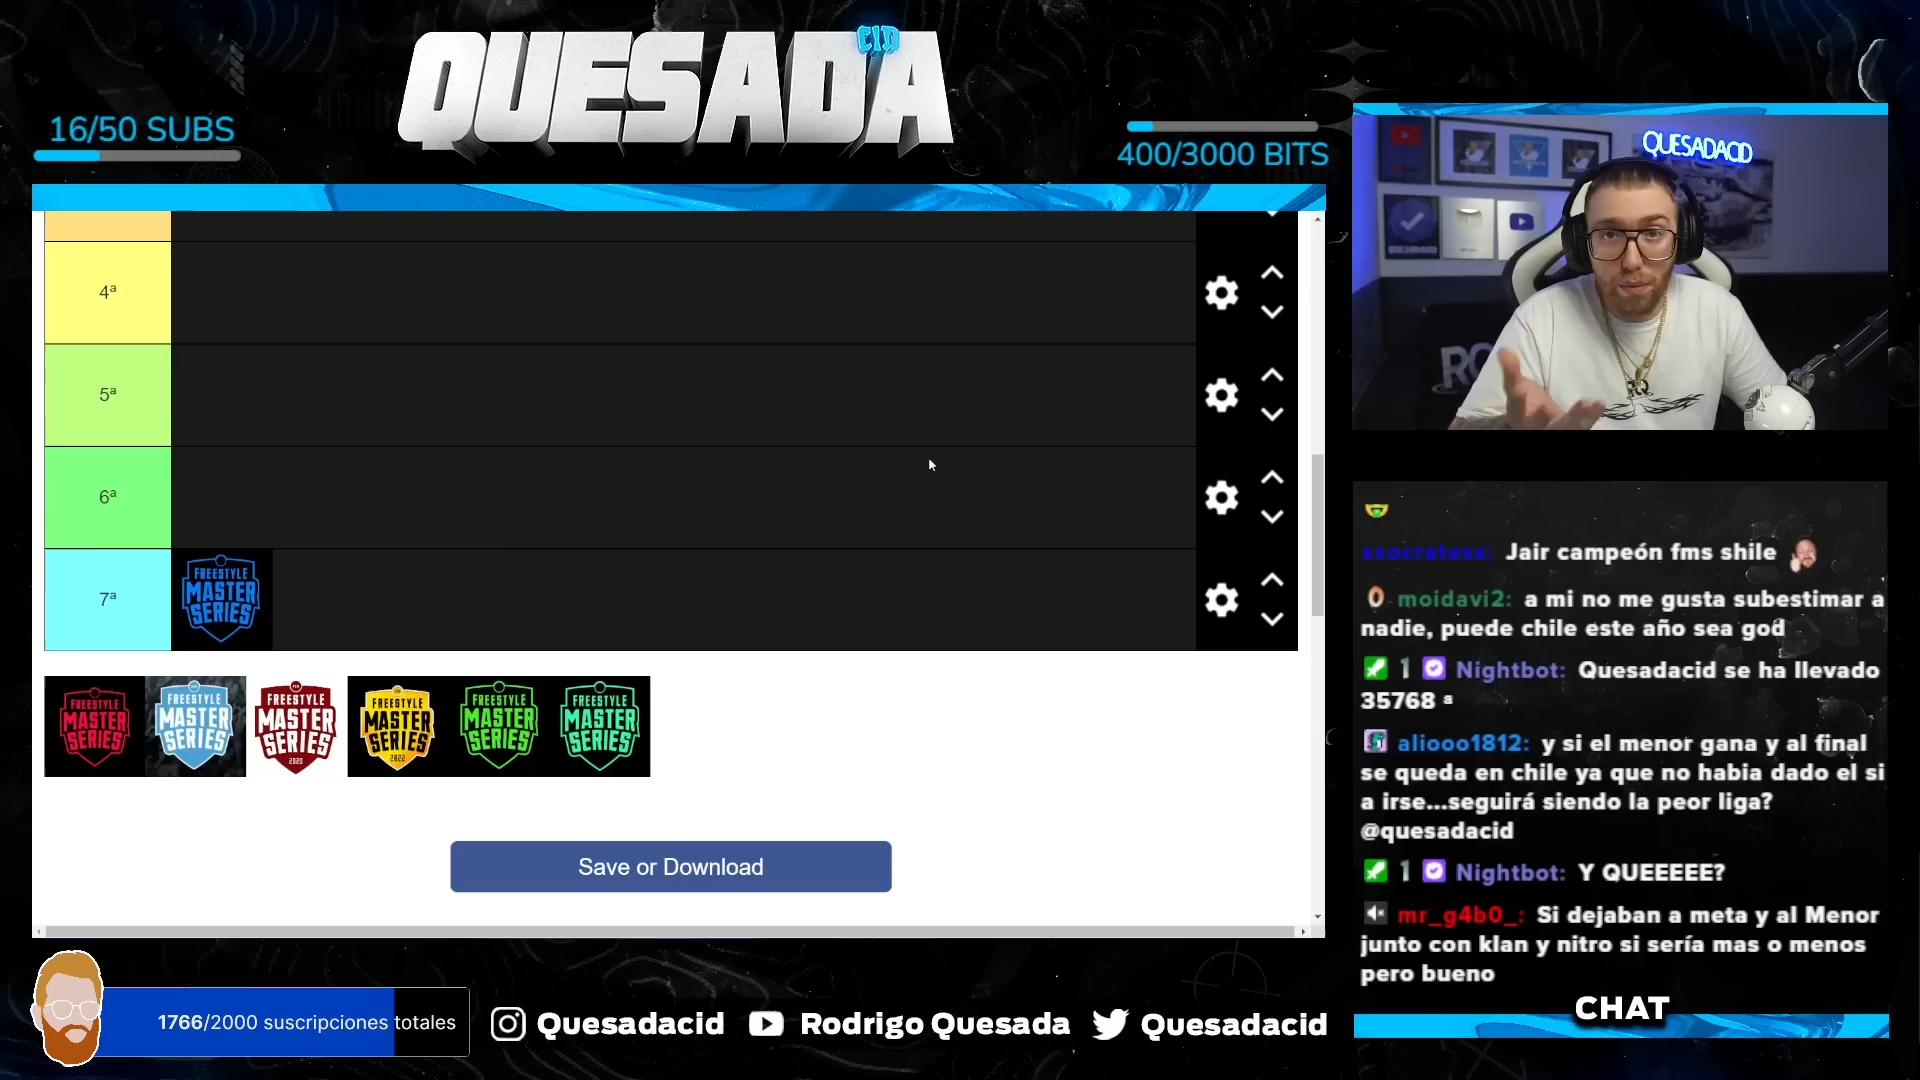 QUESADA
CID
16/50 SUBS
400/3000 BITS
QUESADACID
4ª
5ª
6ª
7ª
FREESTYLE
MASTER
SERIES
FREESTYLE
MASTER
SERIES
FREESTYLE
MASTER
SERIES
FREESTYLE
MASTER
SERIES
2020
FREESTYLE
MASTER
SERIES
2022
FREESTYLE
MASTER
SERIES
FREESTYLE
MASTER
SERIES
Save or Download
xsocratesx: Jair campeón fms shile
moidavi2: a mi no me gusta subestimar a
nadie, puede chile este año sea god
1 Nightbot: Quesadacid se ha llevado
35768 ª
aliooo1812: y si el menor gana y al final
se queda en chile ya que no habia dado el si
a irse...seguirá siendo la peor liga?
@quesadacid
1 Nightbot: Y QUEEEEE?
mr_g4b0_: Si dejaban a meta y al Menor
junto con klan y nitro si sería mas o menos
pero bueno
CHAT
1766/2000 suscripciones totales
Quesadacid
Rodrigo Quesada
Quesadacid